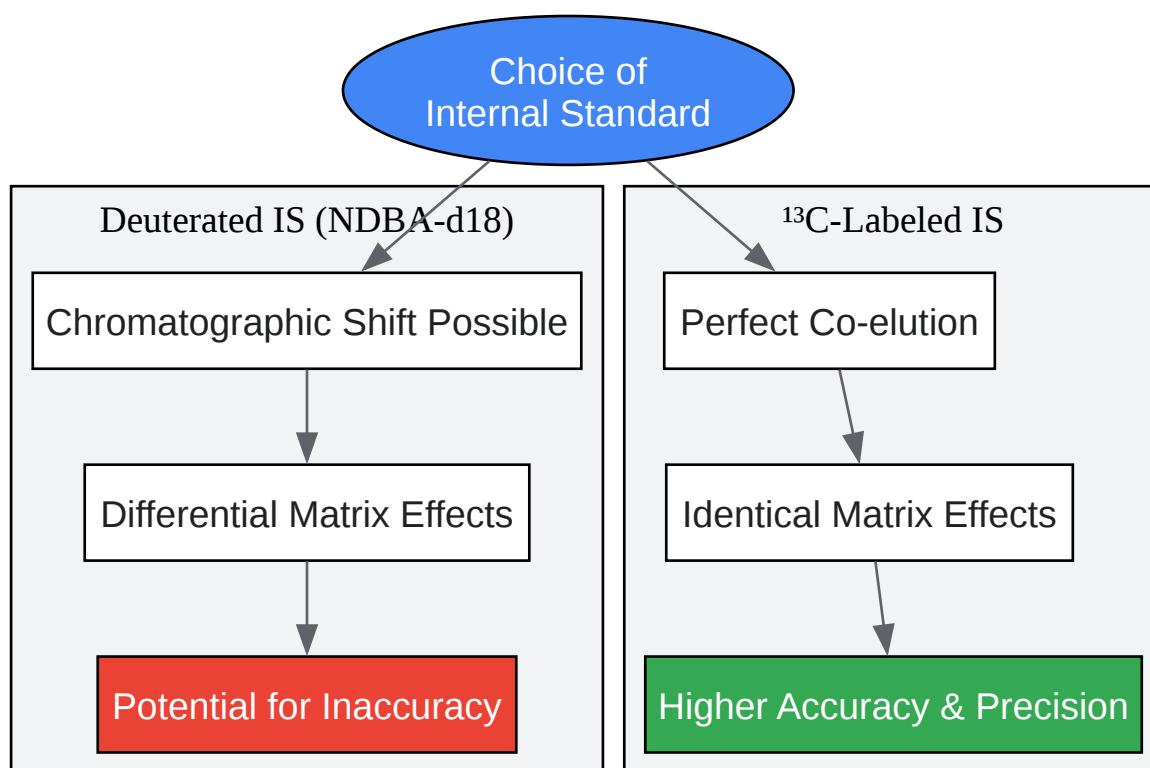 Choice of
Internal Standard
Deuterated IS (NDBA-d18)
Chromatographic Shift Possible
Differential Matrix Effects
Potential for Inaccuracy
¹³C-Labeled IS
Perfect Co-elution
Identical Matrix Effects
Higher Accuracy & Precision